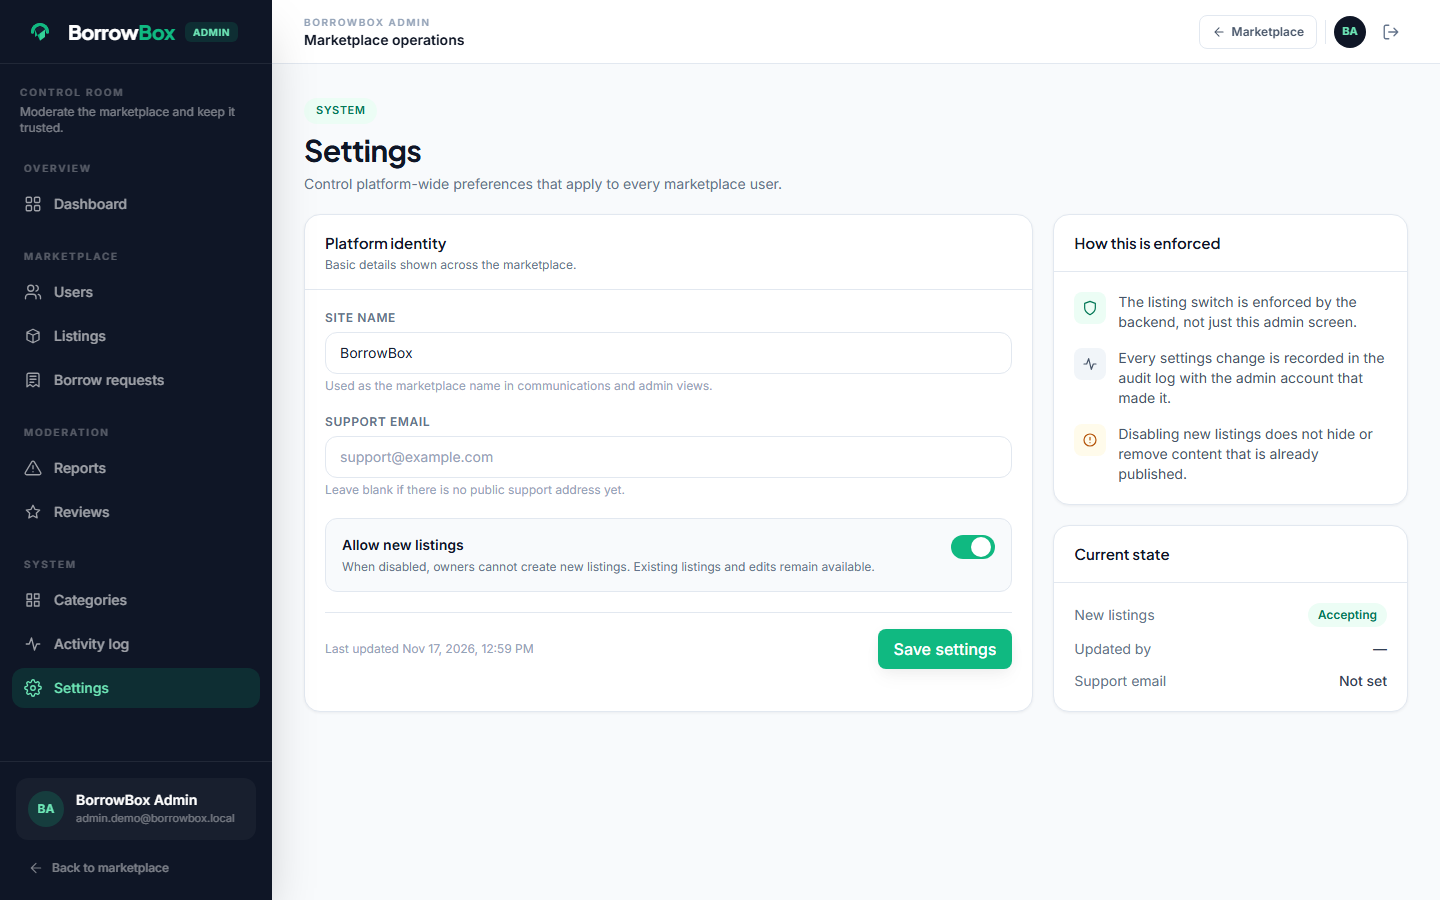 BorrowBox ADMIN
CONTROL ROOM
Moderate the marketplace and keep it
trusted.
OVERVIEW
Dashboard
MARKETPLACE
Users
Listings
Borrow requests
MODERATION
Reports
Reviews
SYSTEM
Categories
Activity log
Settings
BA
BorrowBox Admin
admin.demo@borrowbox.local
Back to marketplace
BORROWBOX ADMIN
Marketplace operations
Marketplace
BA
SYSTEM
Settings
Control platform-wide preferences that apply to every marketplace user.
Platform identity
Basic details shown across the marketplace.
SITE NAME
BorrowBox
Used as the marketplace name in communications and admin views.
SUPPORT EMAIL
support@example.com
Leave blank if there is no public support address yet.
Allow new listings
When disabled, owners cannot create new listings. Existing listings and edits remain available.
Last updated Nov 17, 2026, 12:59 PM
Save settings
How this is enforced
The listing switch is enforced by the
backend, not just this admin screen.
Every settings change is recorded in the
audit log with the admin account that
made it.
Disabling new listings does not hide or
remove content that is already
published.
Current state
New listings Accepting
Updated by —
Support email Not set